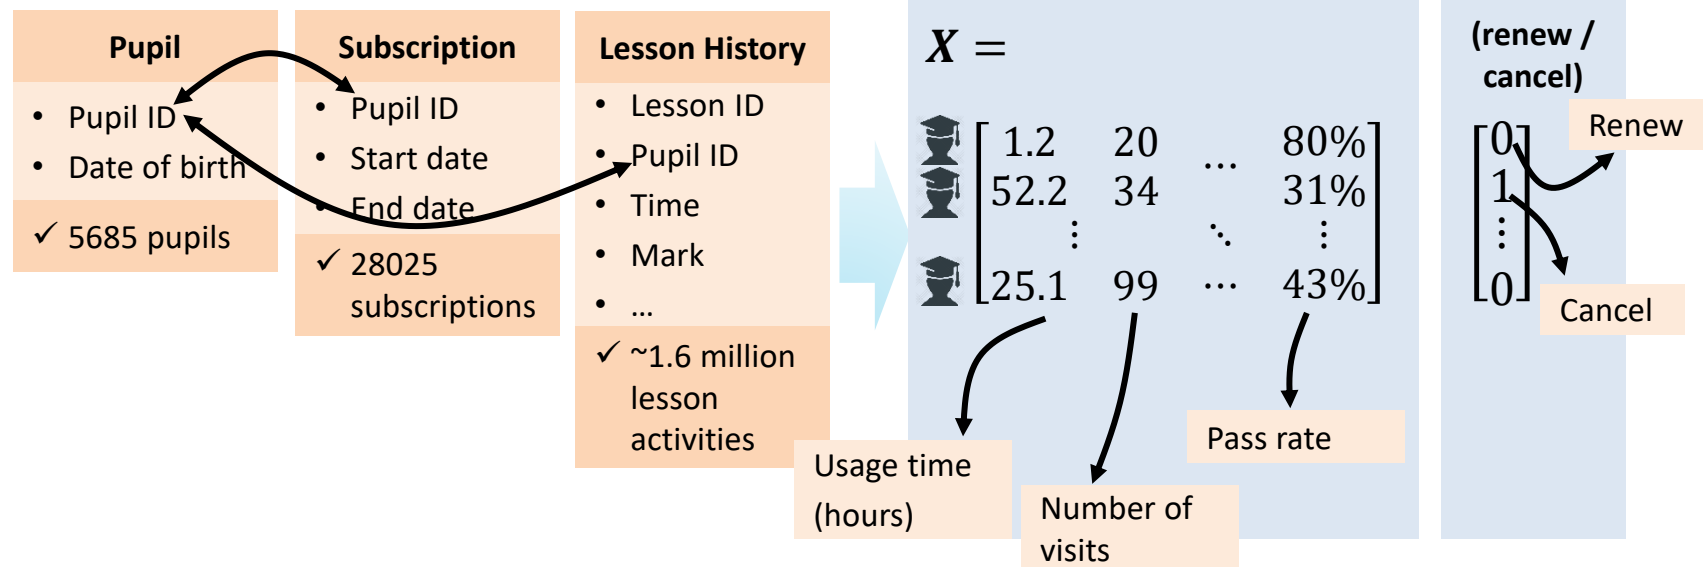 Pupil
• Pupil ID
• Date of birth
✓ 5685 pupils
Subscription
• Pupil ID
• Start date
• End date
✓ 28025
subscriptions
Lesson History
• Lesson ID
• Pupil ID
• Time
• Mark
• ...
✓ ~1.6 million
lesson
activities
X =
1.2 20 ... 80%
52.2 34 31%
⋮ ⋱ ⋮
25.1 99 ... 43%
Usage time
(hours)
Number of
visits
Pass rate
(renew /
cancel)
0
1
⋮
0
Renew
Cancel